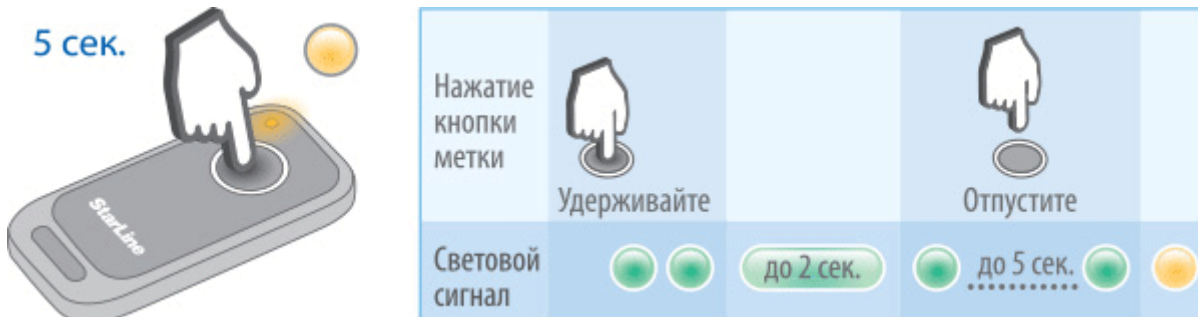 5 сек.
StarLine
Нажатие
кнопки
метки
Удерживайте
Отпустите
Световой
сигнал
до 2 сек.
до 5 сек.